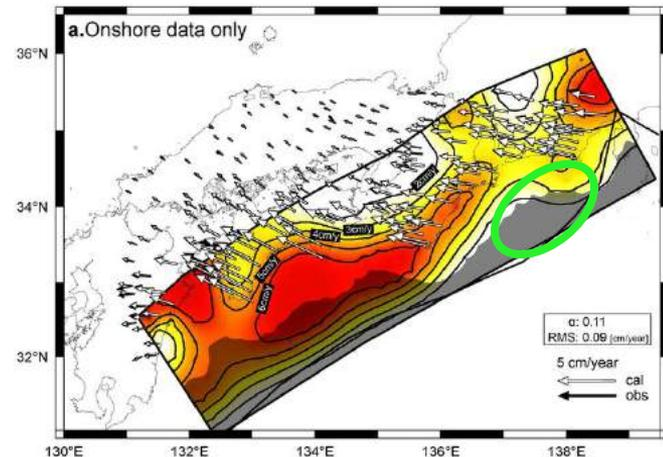 a.Onshore data only
36°N
34°N
32°N
130°E
132°E
134°E
136°E
138°E
2cm/y
4cm/y
3cm/y
5cm/y
6cm/y
α: 0.11
RMS: 0.09 [cm/year]
5 cm/year
cal
obs